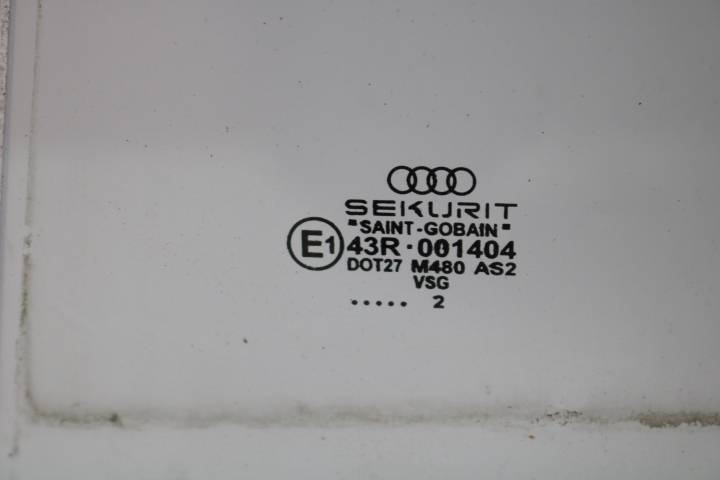 SEKURIT
"SAINT-GOBAIN"
E1 43R·001404
DOT27 M480 AS2
VSG
..... 2